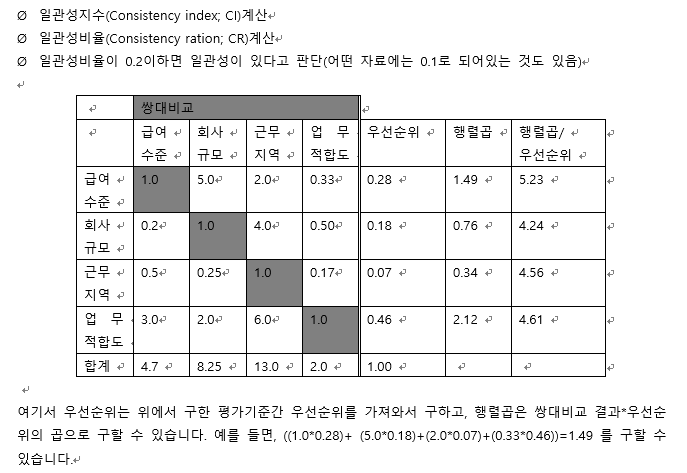 Ø 일관성지수(Consistency index; CI)계산
Ø 일관성비율(Consistency ration; CR)계산
Ø 일관성비율이 0.2이하면 일관성이 있다고 판단(어떤 자료에는 0.1로 되어있는 것도 있음)
쌍대비교
급여 수준 회사 규모 근무 지역 업 무 적합도 우선순위 행렬곱 행렬곱/ 우선순위
급여 수준 1.0 5.0 2.0 0.33 0.28 1.49 5.23
회사 규모 0.2 1.0 4.0 0.50 0.18 0.76 4.24
근무 지역 0.5 0.25 1.0 0.17 0.07 0.34 4.56
업 무 적합도 3.0 2.0 6.0 1.0 0.46 2.12 4.61
합계 4.7 8.25 13.0 2.0 1.00
여기서 우선순위는 위에서 구한 평가기준간 우선순위를 가져와서 구하고, 행렬곱은 쌍대비교 결과*우선순
위의 곱으로 구할 수 있습니다. 예를 들면, ((1.0*0.28)+ (5.0*0.18)+(2.0*0.07)+(0.33*0.46))=1.49 를 구할 수
있습니다.